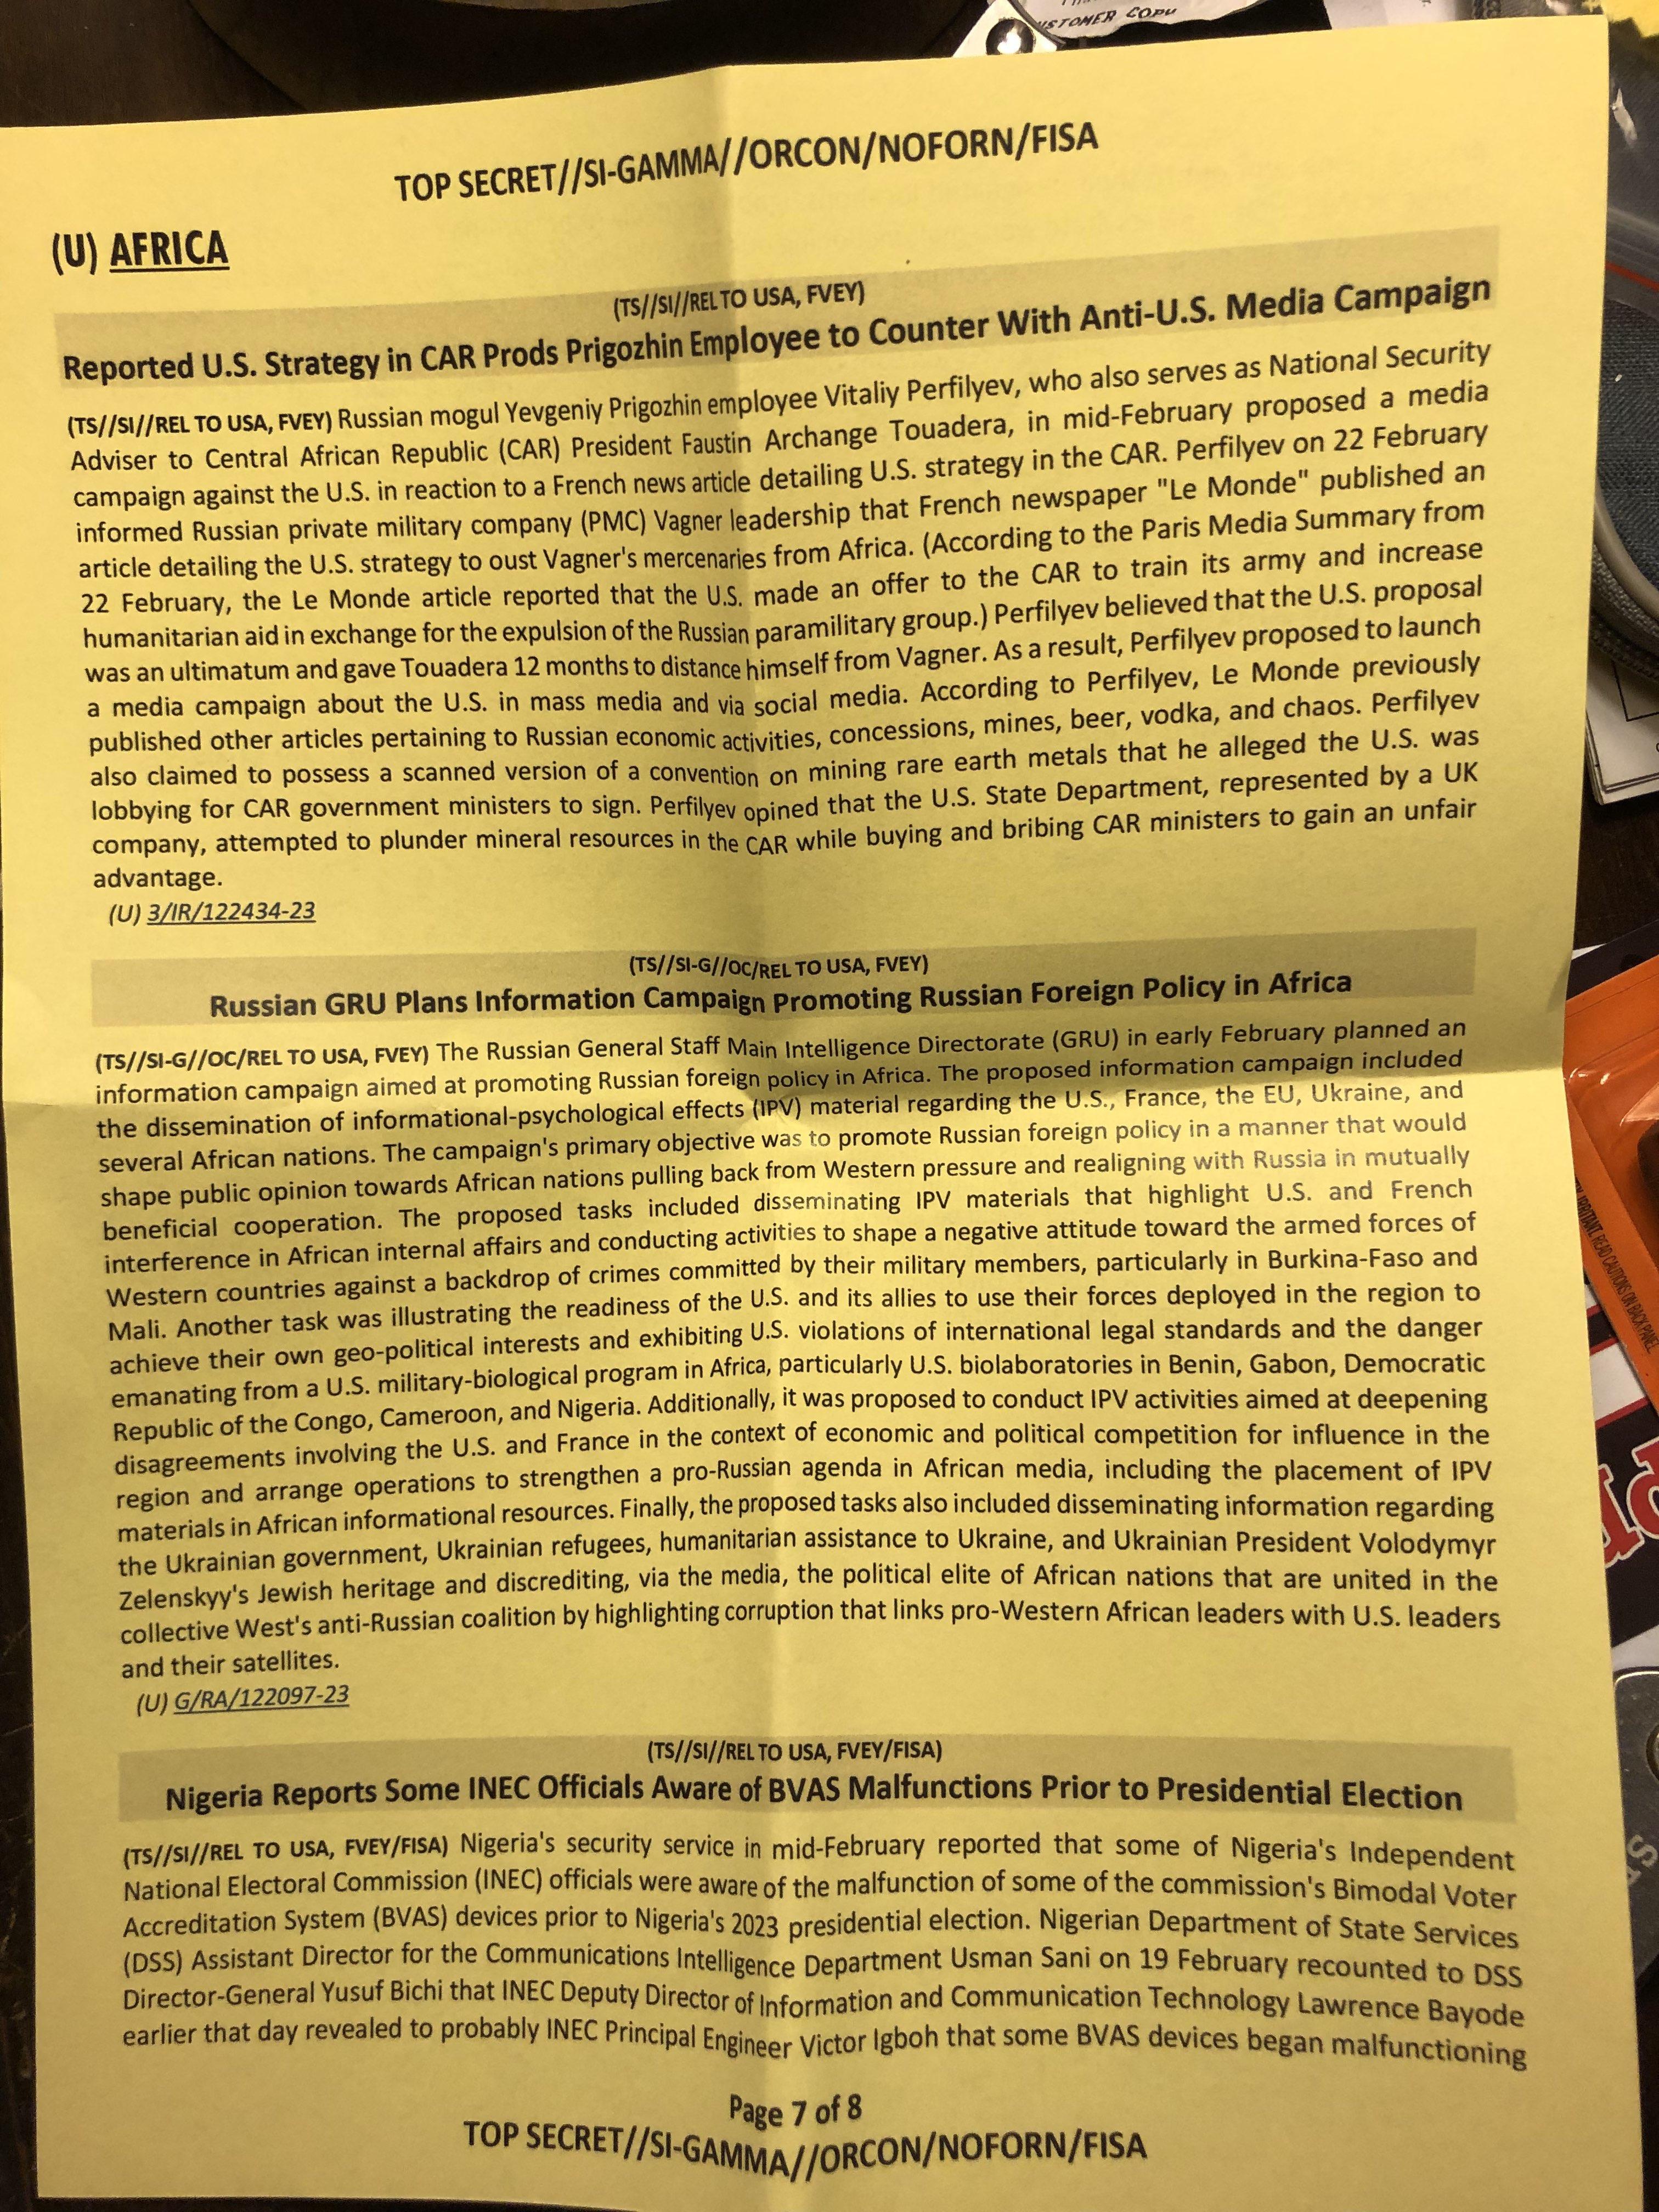 STOMER COPY
TOP SECRET//SI-GAMMA//ORCON/NOFORN/FISA
(U) AFRICA
(TS//SI//REL TO USA, FVEY)
Reported U.S. Strategy in CAR Prods Prigozhin Employee to Counter With Anti-U.S. Media Campaign
(TS//SI//REL TO USA, FVEY) Russian mogul Yevgeniy Prigozhin employee Vitaliy Perfilyev, who also serves as National Security
Adviser to Central African Republic (CAR) President Faustin Archange Touadera, in mid-February proposed a media
campaign against the U.S. in reaction to a French news article detailing U.S. strategy in the CAR. Perfilyev on 22 February
informed Russian private military company (PMC) Vagner leadership that French newspaper "Le Monde" published an
article detailing the U.S. strategy to oust Vagner's mercenaries from Africa. (According to the Paris Media Summary from
22 February, the Le Monde article reported that the U.S. made an offer to the CAR to train its army and increase
humanitarian aid in exchange for the expulsion of the Russian paramilitary group.) Perfilyev believed that the U.S. proposal
was an ultimatum and gave Touadera 12 months to distance himself from Vagner. As a result, Perfilyev proposed to launch
a media campaign about the U.S. in mass media and via social media. According to Perfilyev, Le Monde previously
published other articles pertaining to Russian economic activities, concessions, mines, beer, vodka, and chaos. Perfilyev
also claimed to possess a scanned version of a convention on mining rare earth metals that he alleged the U.S. was
lobbying for CAR government ministers to sign. Perfilyev opined that the U.S. State Department, represented by a UK
company, attempted to plunder mineral resources in the CAR while buying and bribing CAR ministers to gain an unfair
advantage.
(U) 3/IR/122434-23
(TS//SI-G//OC/REL TO USA, FVEY)
Russian GRU Plans Information Campaign Promoting Russian Foreign Policy in Africa
(TS//SI-G//OC/REL TO USA, FVEY) The Russian General Staff Main Intelligence Directorate (GRU) in early February planned an
information campaign aimed at promoting Russian foreign policy in Africa. The proposed information campaign included
the dissemination of informational-psychological effects (IPV) material regarding the U.S., France, the EU, Ukraine, and
several African nations. The campaign's primary objective was to promote Russian foreign policy in a manner that would
shape public opinion towards African nations pulling back from Western pressure and realigning with Russia in mutually
beneficial cooperation. The proposed tasks included disseminating IPV materials that highlight U.S. and French
interference in African internal affairs and conducting activities to shape a negative attitude toward the armed forces of
Western countries against a backdrop of crimes committed by their military members, particularly in Burkina-Faso and
Mali. Another task was illustrating the readiness of the U.S. and its allies to use their forces deployed in the region to
achieve their own geo-political interests and exhibiting U.S. violations of international legal standards and the danger
emanating from a U.S. military-biological program in Africa, particularly U.S. biolaboratories in Benin, Gabon, Democratic
Republic of the Congo, Cameroon, and Nigeria. Additionally, it was proposed to conduct IPV activities aimed at deepening
disagreements involving the U.S. and France in the context of economic and political competition for influence in the
region and arrange operations to strengthen a pro-Russian agenda in African media, including the placement of IPV
materials in African informational resources. Finally, the proposed tasks also included disseminating information regarding
the Ukrainian government, Ukrainian refugees, humanitarian assistance to Ukraine, and Ukrainian President Volodymyr
Zelenskyy's Jewish heritage and discrediting, via the media, the political elite of African nations that are united in the
collective West's anti-Russian coalition by highlighting corruption that links pro-Western African leaders with U.S. leaders
and their satellites.
(U) G/RA/122097-23
(TS//SI//REL TO USA, FVEY/FISA)
Nigeria Reports Some INEC Officials Aware of BVAS Malfunctions Prior to Presidential Election
(TS//SI//REL TO USA, FVEY/FISA) Nigeria's security service in mid-February reported that some of Nigeria's Independent
National Electoral Commission (INEC) officials were aware of the malfunction of some of the commission's Bimodal Voter
Accreditation System (BVAS) devices prior to Nigeria's 2023 presidential election. Nigerian Department of State Services
(DSS) Assistant Director for the Communications Intelligence Department Usman Sani on 19 February recounted to DSS
Director-General Yusuf Bichi that INEC Deputy Director of Information and Communication Technology Lawrence Bayode
earlier that day revealed to probably INEC Principal Engineer Victor Igboh that some BVAS devices began malfunctioning
Page 7 of 8
TOP SECRET//SI-GAMMA//ORCON/NOFORN/FISA